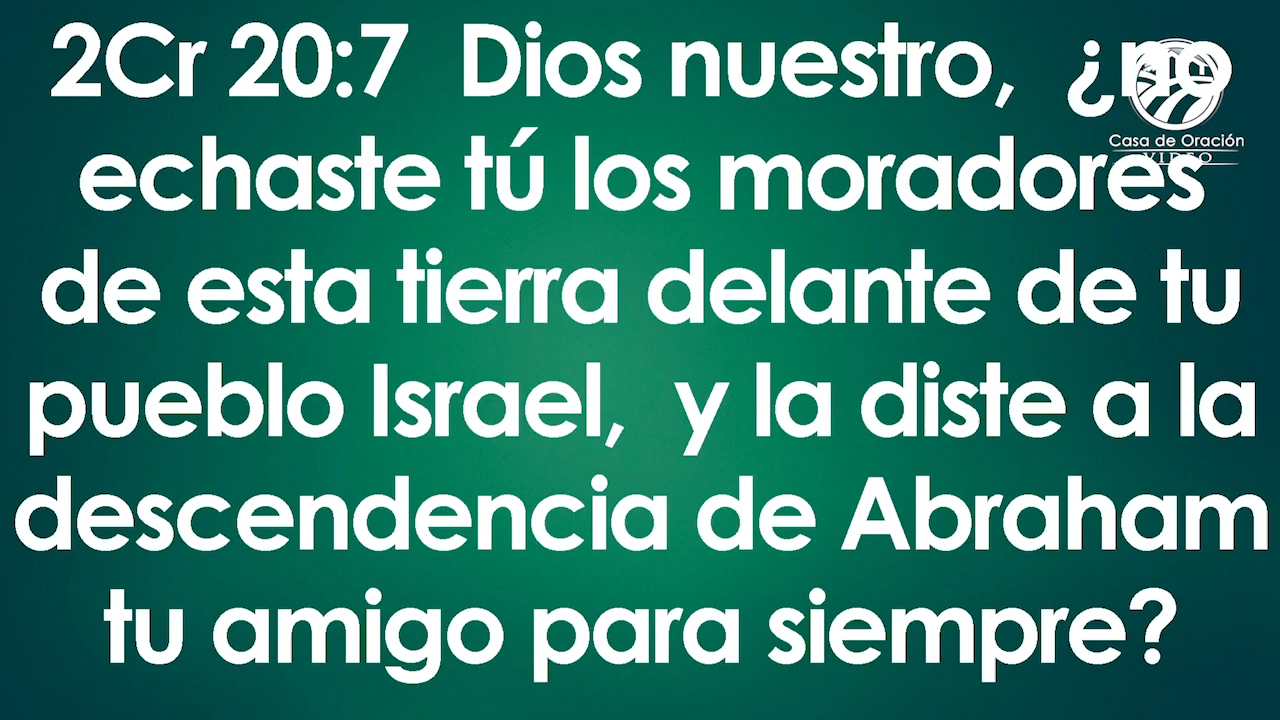 2Cr 20:7 Dios nuestro, ¿no
echaste tú los moradores
de esta tierra delante de tu
pueblo Israel, y la diste a la
descendencia de Abraham
tu amigo para siempre?
Casa de Oración
VIDEO